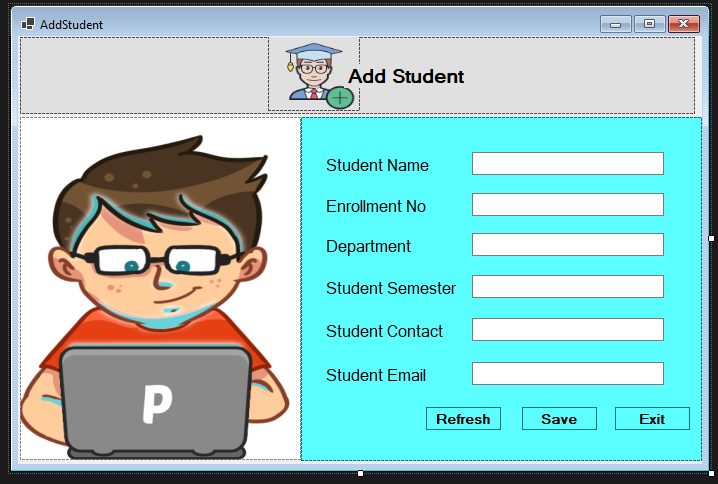 AddStudent
Add Student
Student Name
Enrollment No
Department
Student Semester
Student Contact
Student Email
Refresh Save Exit
P